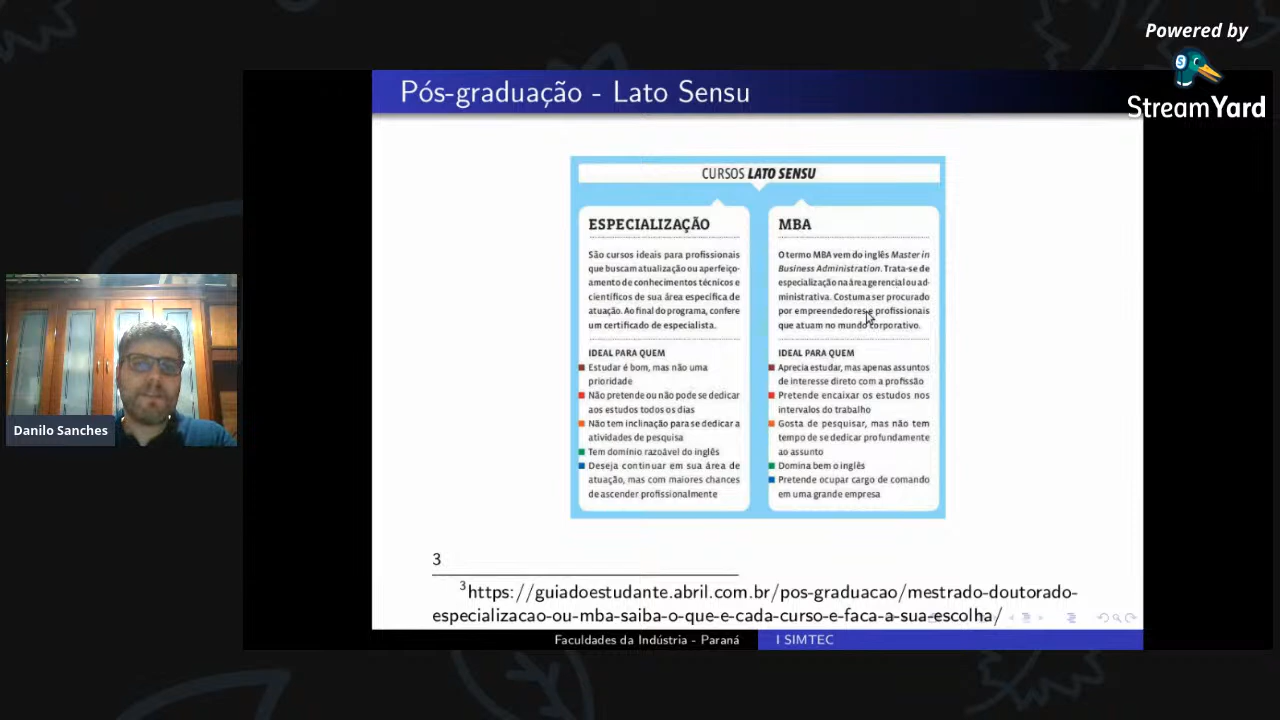 Powered by
StreamYard
Pós-graduação - Lato Sensu
CURSOS LATO SENSU
ESPECIALIZAÇÃO
São cursos ideais para profissionais
que buscam atualização ou aperfeiço-
amento de conhecimentos técnicos e
científicos de sua área específica de
atuação. Ao final do programa, confere
um certificado de especialista.
IDEAL PARA QUEM
Estudar é bom, mas não uma
prioridade
Não pretende ou não pode se dedicar
aos estudos todos os dias
Não tem inclinação para se dedicar a
atividades de pesquisa
Tem domínio razoável do inglês
Deseja continuar em sua área de
atuação, mas com maiores chances
de ascender profissionalmente
MBA
O termo MBA vem do inglês Master in
Business Administration. Trata-se de
especialização na área gerencial ou ad-
ministrativa. Costuma ser procurado
por empreendedores e profissionais
que atuam no mundo corporativo.
IDEAL PARA QUEM
Aprecia estudar, mas apenas assuntos
de interesse direto com a profissão
Pretende encaixar os estudos nos
intervalos do trabalho
Gosta de pesquisar, mas não tem
tempo de se dedicar profundamente
ao assunto
Domina bem o inglês
Pretende ocupar cargo de comando
em uma grande empresa
Danilo Sanches
3
3https://guiadoestudante.abril.com.br/pos-graduacao/mestrado-doutorado-
especializacao-ou-mba-saiba-o-que-e-cada-curso-e-faca-a-sua-escolha/
Faculdades da Indústria - Paraná
I SIMTEC